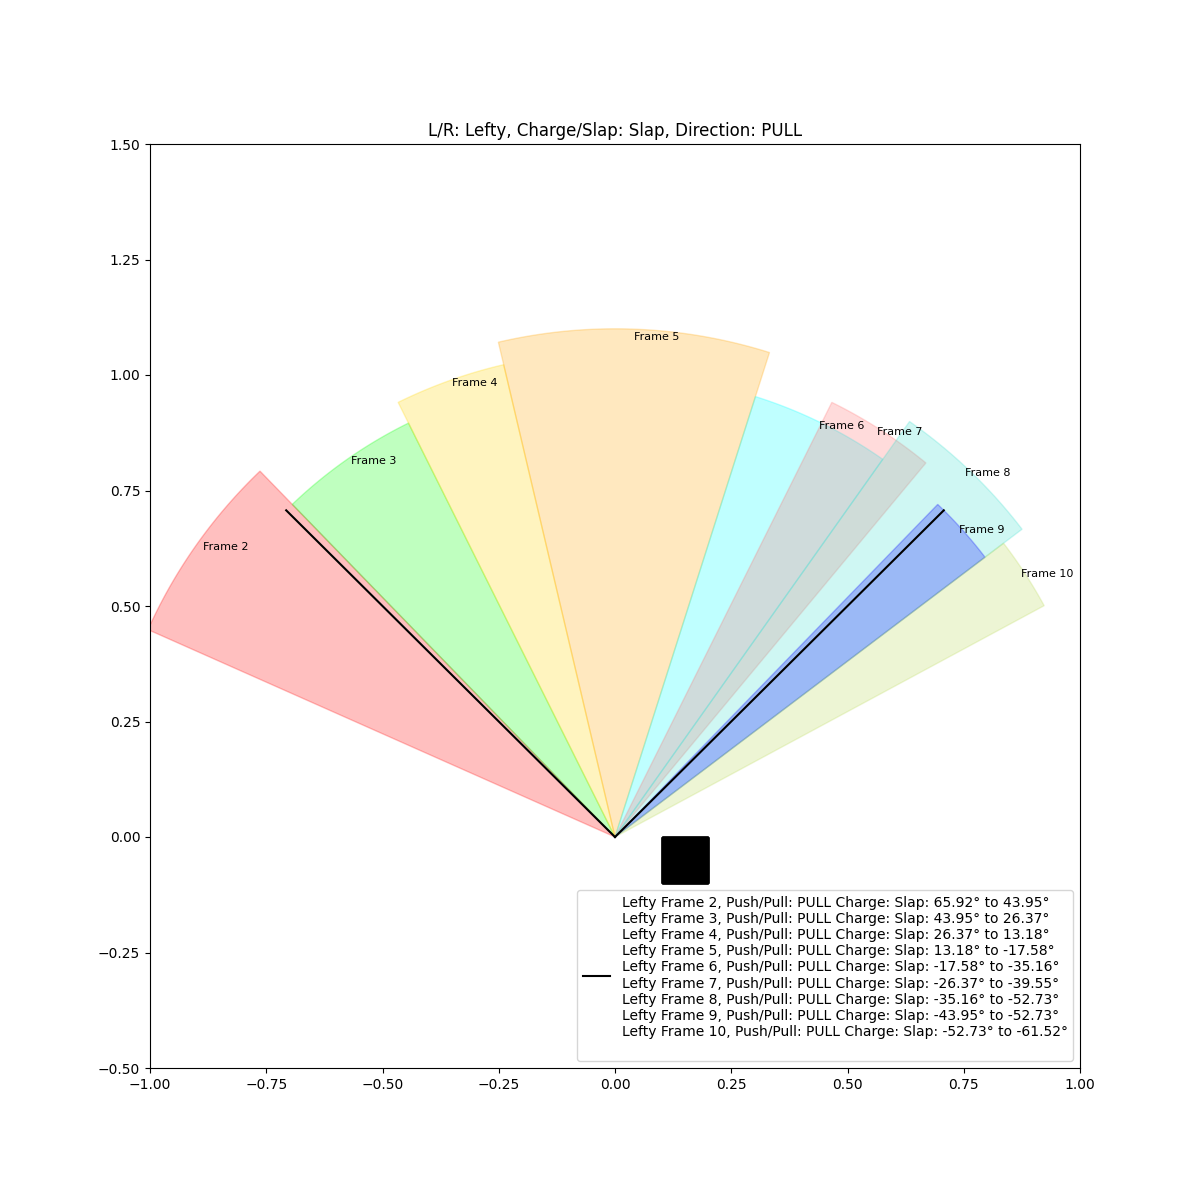 L/R: Lefty, Charge/Slap: Slap, Direction: PULL
1.50
1.25
1.00
0.75
0.50
0.25
0.00
−0.25
−0.50
Frame 5
Frame 4
Frame 6
Frame 7
Frame 3
Frame 8
Frame 9
Frame 2
Frame 10
Lefty Frame 2, Push/Pull: PULL Charge: Slap: 65.92° to 43.95°
Lefty Frame 3, Push/Pull: PULL Charge: Slap: 43.95° to 26.37°
Lefty Frame 4, Push/Pull: PULL Charge: Slap: 26.37° to 13.18°
Lefty Frame 5, Push/Pull: PULL Charge: Slap: 13.18° to -17.58°
Lefty Frame 6, Push/Pull: PULL Charge: Slap: -17.58° to -35.16°
Lefty Frame 7, Push/Pull: PULL Charge: Slap: -26.37° to -39.55°
Lefty Frame 8, Push/Pull: PULL Charge: Slap: -35.16° to -52.73°
Lefty Frame 9, Push/Pull: PULL Charge: Slap: -43.95° to -52.73°
Lefty Frame 10, Push/Pull: PULL Charge: Slap: -52.73° to -61.52°
−1.00 −0.75 −0.50 −0.25 0.00 0.25 0.50 0.75 1.00